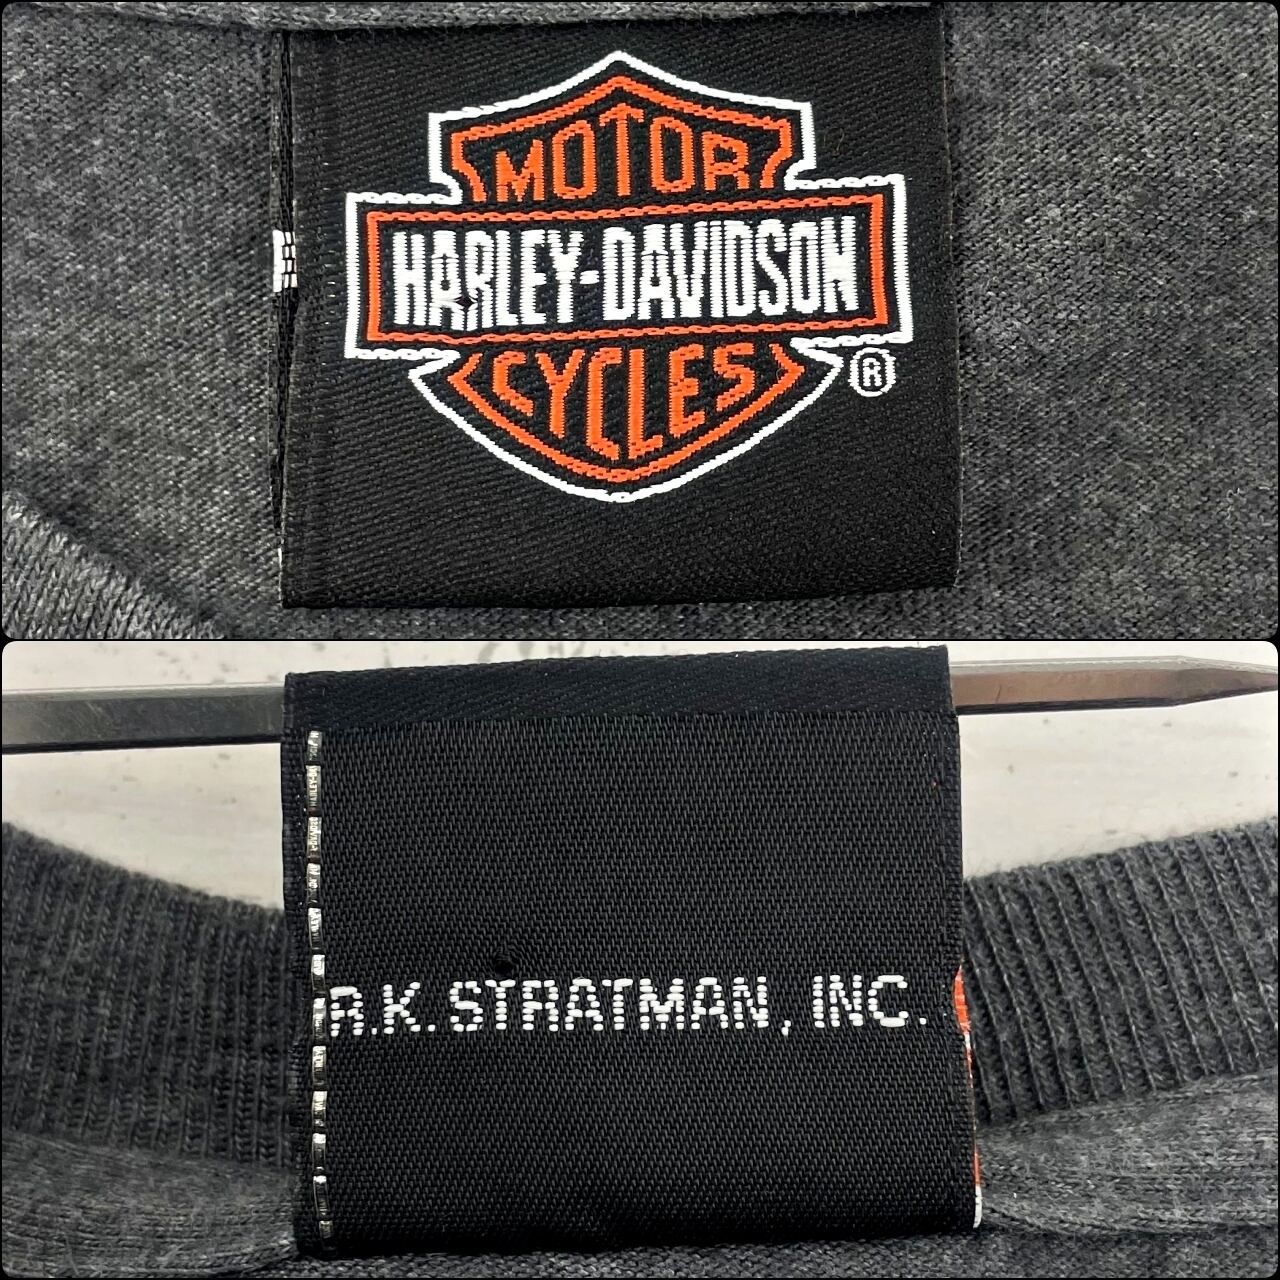 MOTOR
HARLEY-DAVIDSON
CYCLES
®
R.K. STRATMAN, INC.